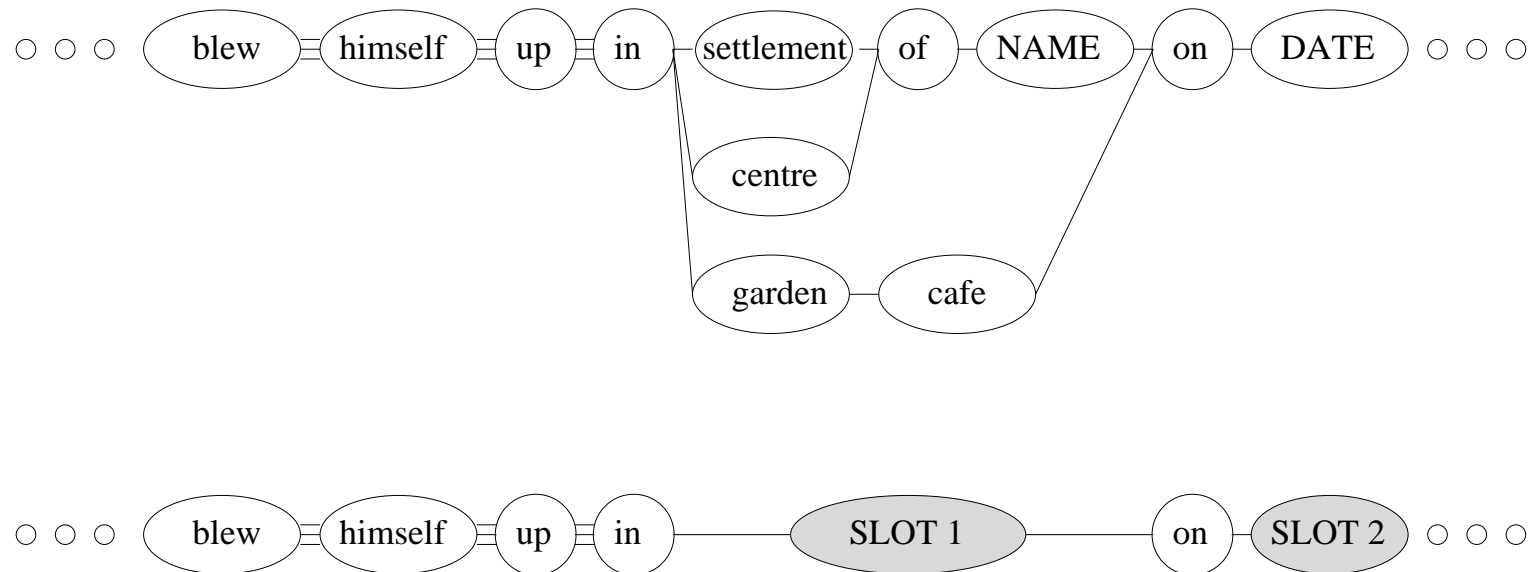 blew himself up in settlement of NAME on DATE
centre
garden cafe
blew himself up in SLOT 1 on SLOT 2